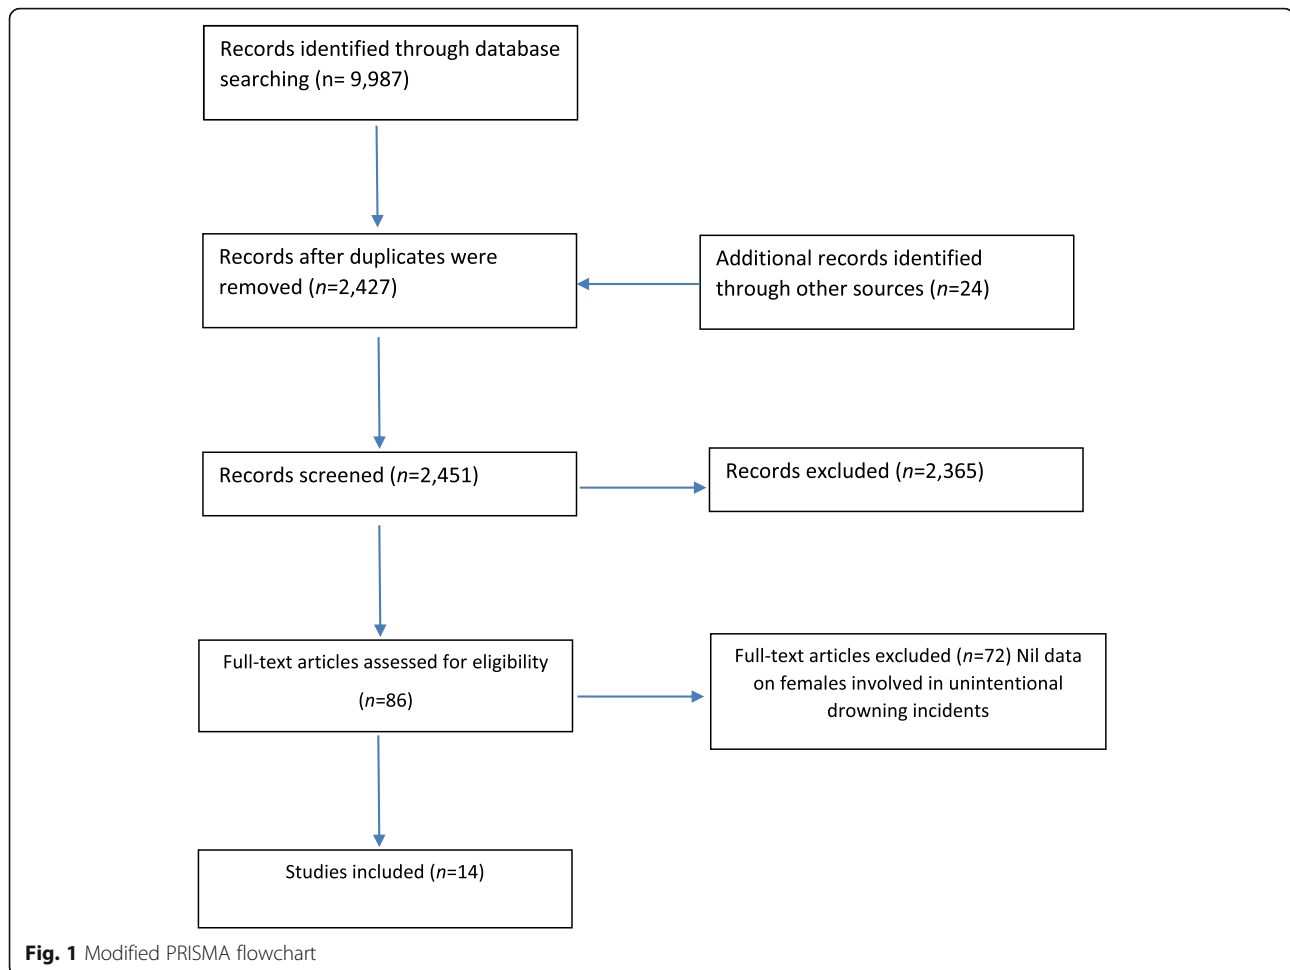 Records identified through database
searching (n= 9,987)
Records after duplicates were
removed (n=2,427)
Additional records identified
through other sources (n=24)
Records screened (n=2,451)
Records excluded (n=2,365)
Full-text articles assessed for eligibility
(n=86)
Full-text articles excluded (n=72) Nil data
on females involved in unintentional
drowning incidents
Studies included (n=14)
Fig. 1 Modified PRISMA flowchart